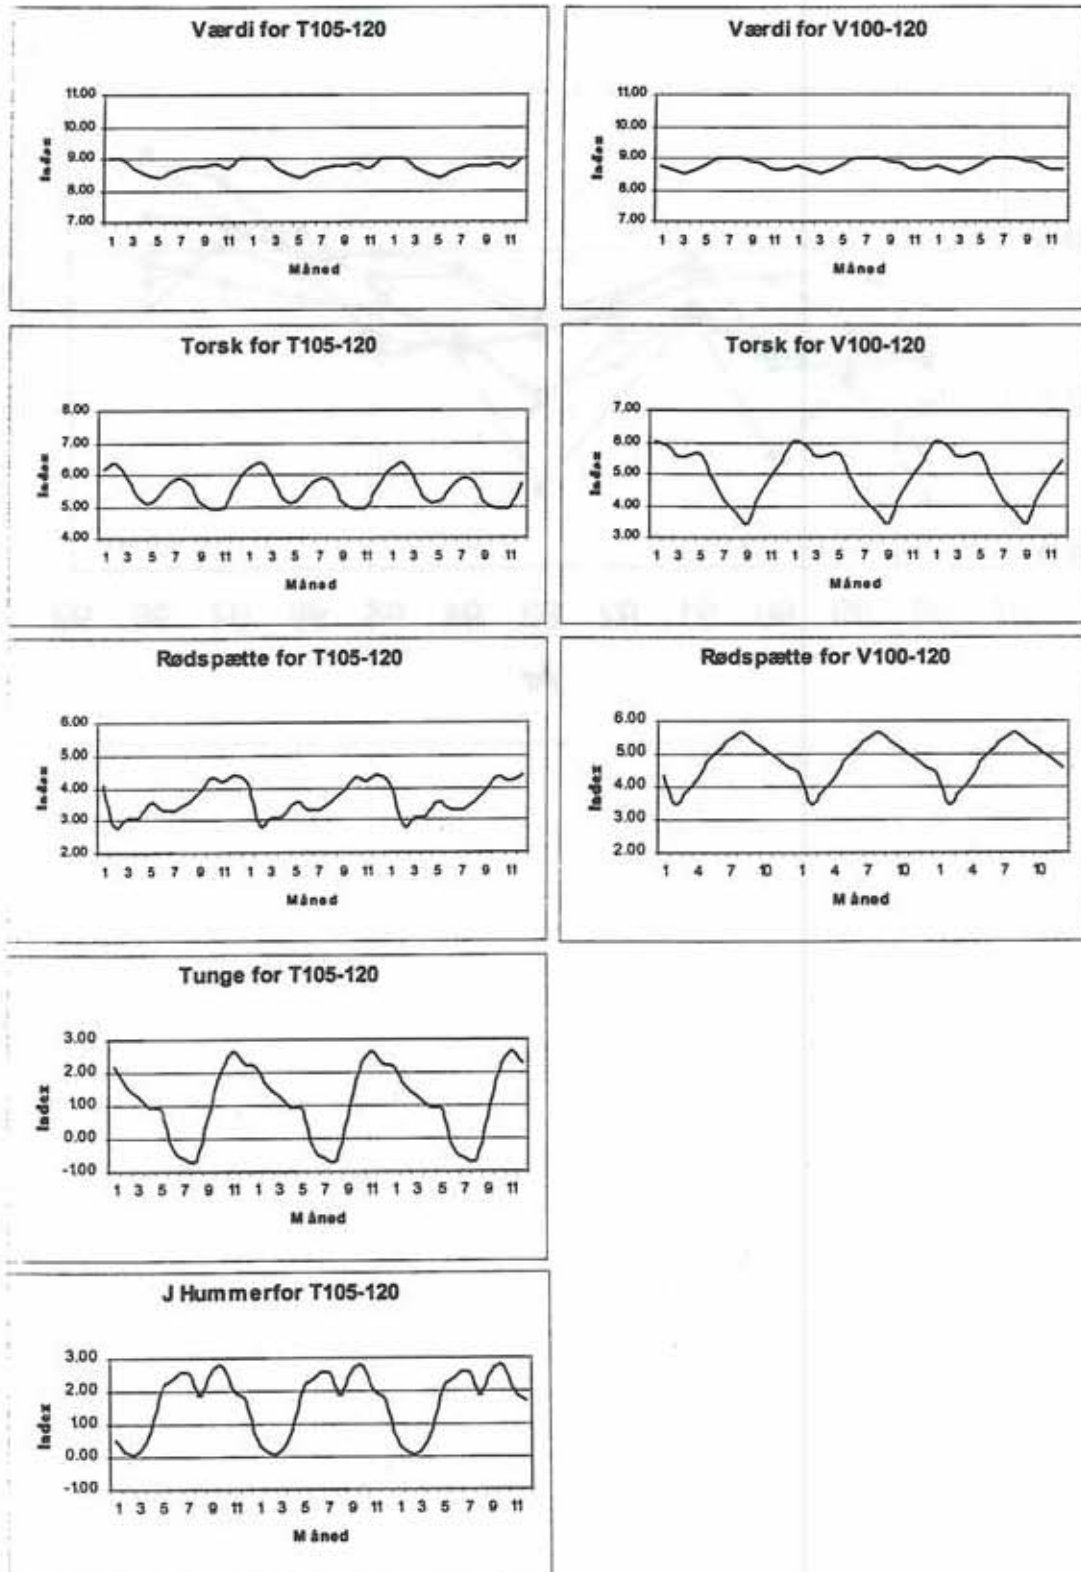 Værdi for T105-120
11.00
10.00
9.00
8.00
7.00
Index
1 3 5 7 9 11 1 3 5 7 9 11 1 3 5 7 9 11
Måned
Værdi for V100-120
11.00
10.00
9.00
8.00
7.00
Index
1 3 5 7 9 11 1 3 5 7 9 11 1 3 5 7 9 11
Måned
Torsk for T105-120
8.00
7.00
6.00
5.00
4.00
Index
1 3 5 7 9 11 1 3 5 7 9 11 1 3 5 7 9 11
Måned
Torsk for V100-120
7.00
6.00
5.00
4.00
3.00
Index
1 3 5 7 9 11 1 3 5 7 9 11 1 3 5 7 9 11
Måned
Rødspætte for T105-120
6.00
5.00
4.00
3.00
2.00
Index
1 3 5 7 9 11 1 3 5 7 9 11 1 3 5 7 9 11
Måned
Rødspætte for V100-120
6.00
5.00
4.00
3.00
2.00
Index
1 4 7 10 1 4 7 10 1 4 7 10
Måned
Tunge for T105-120
3.00
2.00
1.00
0.00
-1.00
Index
1 3 5 7 9 11 1 3 5 7 9 11 1 3 5 7 9 11
Måned
J Hummerfor T105-120
3.00
2.00
1.00
0.00
-1.00
Index
1 3 5 7 9 11 1 3 5 7 9 11 1 3 5 7 9 11
Måned